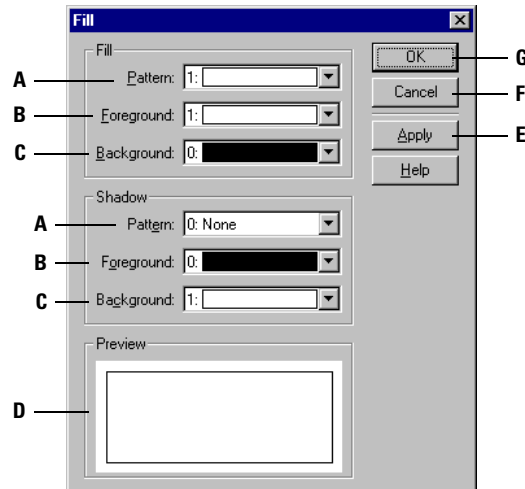 Fill
Fill
A Pattern: 1:
B Foreground: 1:
C Background: 0:
OK G
Cancel F
Apply E
Help
Shadow
A Pattern: 0: None
B Foreground: 0:
C Background: 1:
Preview
D